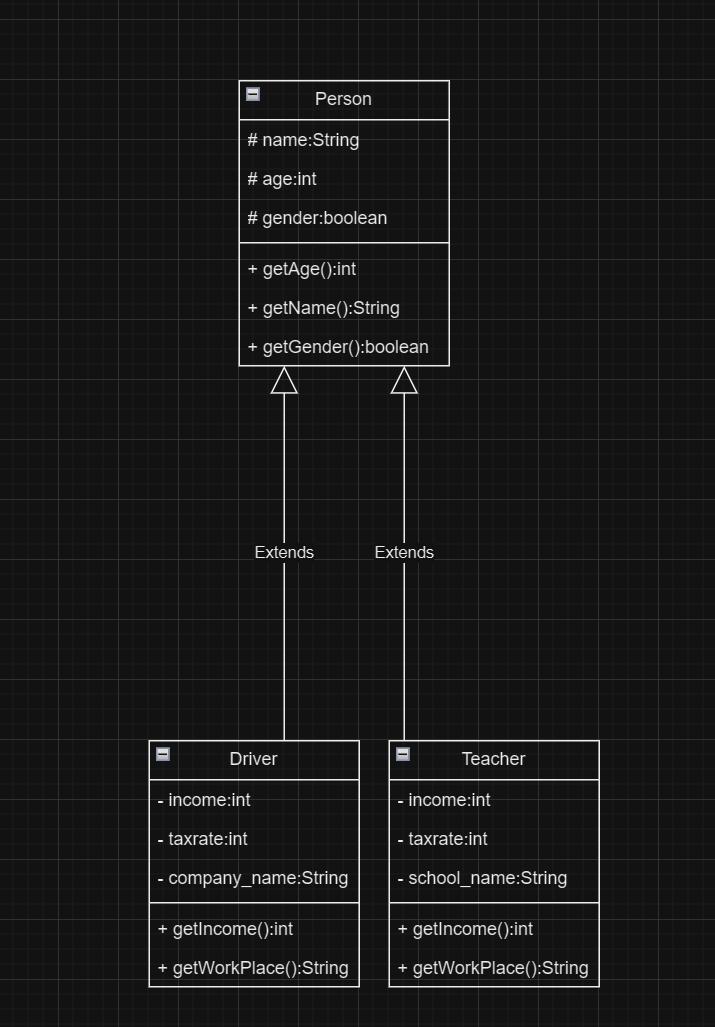 Person
# name:String
# age:int
# gender:boolean
+ getAge():int
+ getName():String
+ getGender():boolean
Extends
Extends
Driver
- income:int
- taxrate:int
- company_name:String
+ getIncome():int
+ getWorkPlace():String
Teacher
- income:int
- taxrate:int
- school_name:String
+ getIncome():int
+ getWorkPlace():String